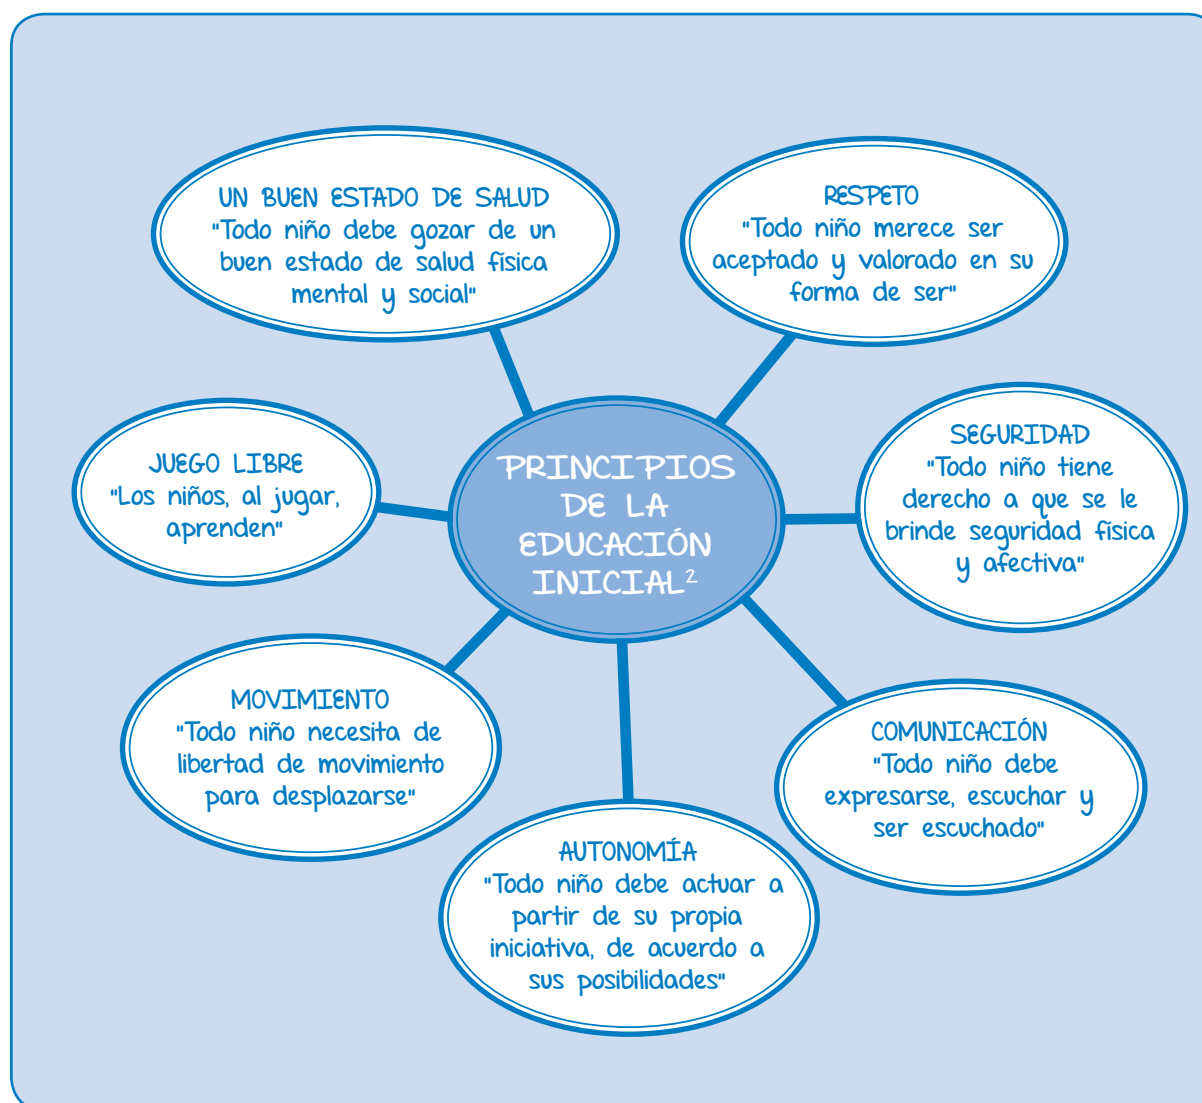 UN BUEN ESTADO DE SALUD
"Todo niño debe gozar de un
buen estado de salud física
mental y social"
RESPETO
"Todo niño merece ser
aceptado y valorado en su
forma de ser"
JUEGO LIBRE
"Los niños, al jugar,
aprenden"
PRINCIPIOS
DE LA
EDUCACIÓN
INICIAL²
SEGURIDAD
"Todo niño tiene
derecho a que se le
brinde seguridad física
y afectiva"
MOVIMIENTO
"Todo niño necesita de
libertad de movimiento
para desplazarse"
COMUNICACIÓN
"Todo niño debe
expresarse, escuchar y
ser escuchado"
AUTONOMÍA
"Todo niño debe actuar a
partir de su propia
iniciativa, de acuerdo a
sus posibilidades"